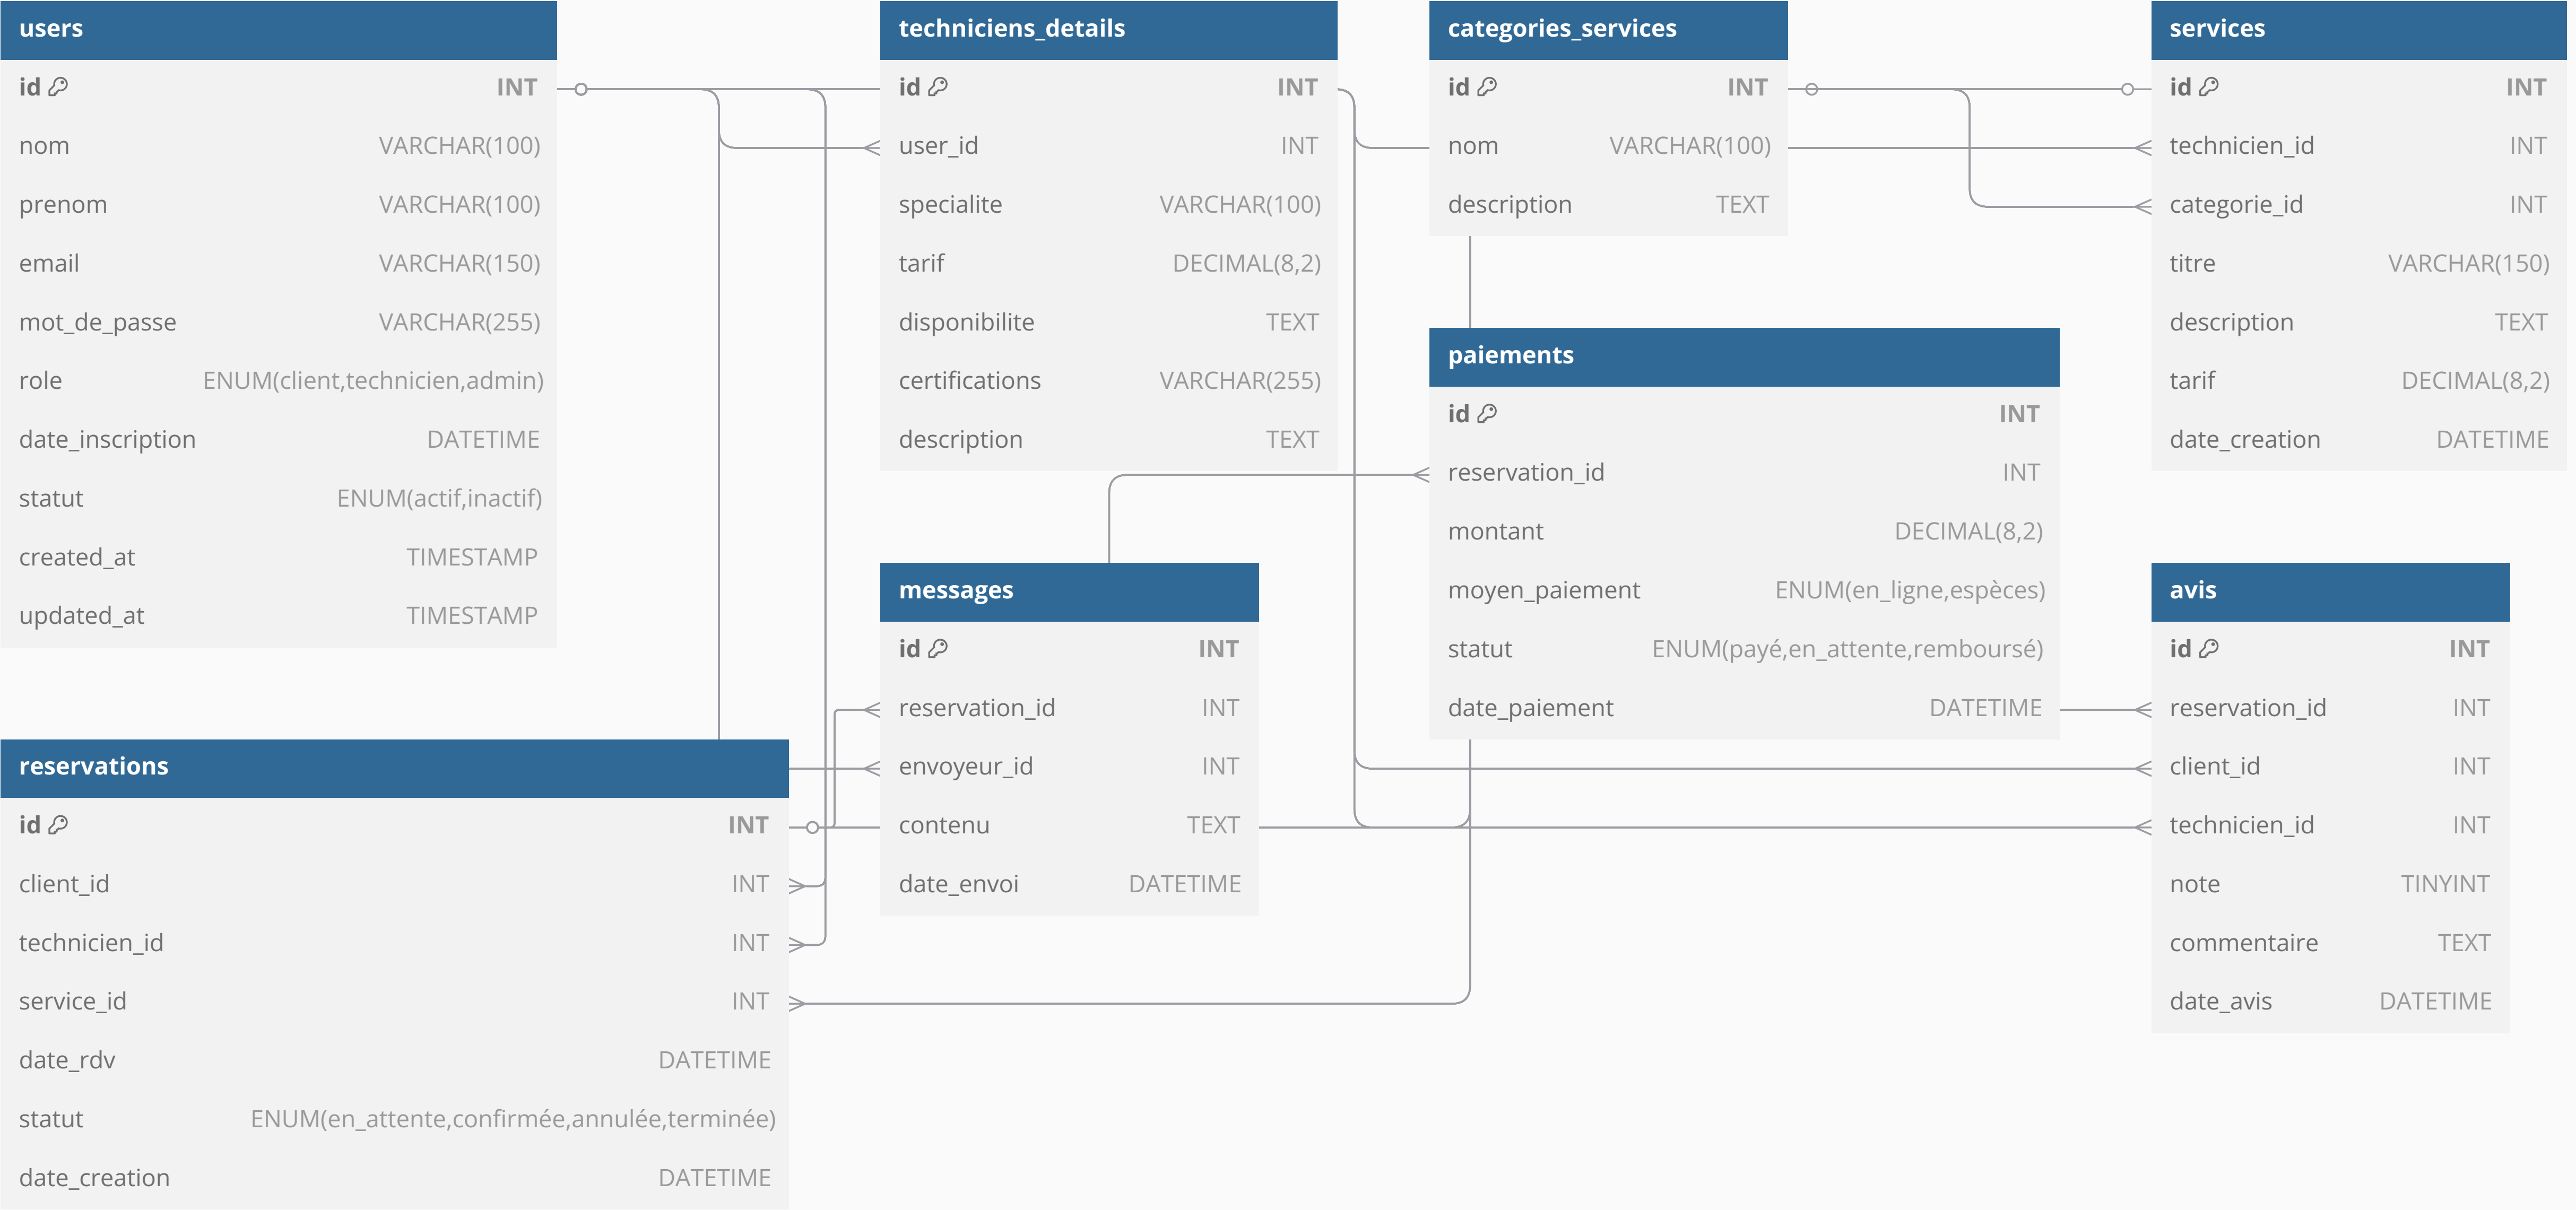 users
id INT
nom VARCHAR(100)
prenom VARCHAR(100)
email VARCHAR(150)
mot_de_passe VARCHAR(255)
role ENUM(client,technicien,admin)
date_inscription DATETIME
statut ENUM(actif,inactif)
created_at TIMESTAMP
updated_at TIMESTAMP
techniciens_details
id INT
user_id INT
specialite VARCHAR(100)
tarif DECIMAL(8,2)
disponibilite TEXT
certifications VARCHAR(255)
description TEXT
categories_services
id INT
nom VARCHAR(100)
description TEXT
services
id INT
technicien_id INT
categorie_id INT
titre VARCHAR(150)
description TEXT
tarif DECIMAL(8,2)
date_creation DATETIME
paiements
id INT
reservation_id INT
montant DECIMAL(8,2)
moyen_paiement ENUM(en_ligne,espèces)
statut ENUM(payé,en_attente,remboursé)
date_paiement DATETIME
messages
id INT
reservation_id INT
envoyeur_id INT
contenu TEXT
date_envoi DATETIME
avis
id INT
reservation_id INT
client_id INT
technicien_id INT
note TINYINT
commentaire TEXT
date_avis DATETIME
reservations
id INT
client_id INT
technicien_id INT
service_id INT
date_rdv DATETIME
statut ENUM(en_attente,confirmée,annulée,terminée)
date_creation DATETIME